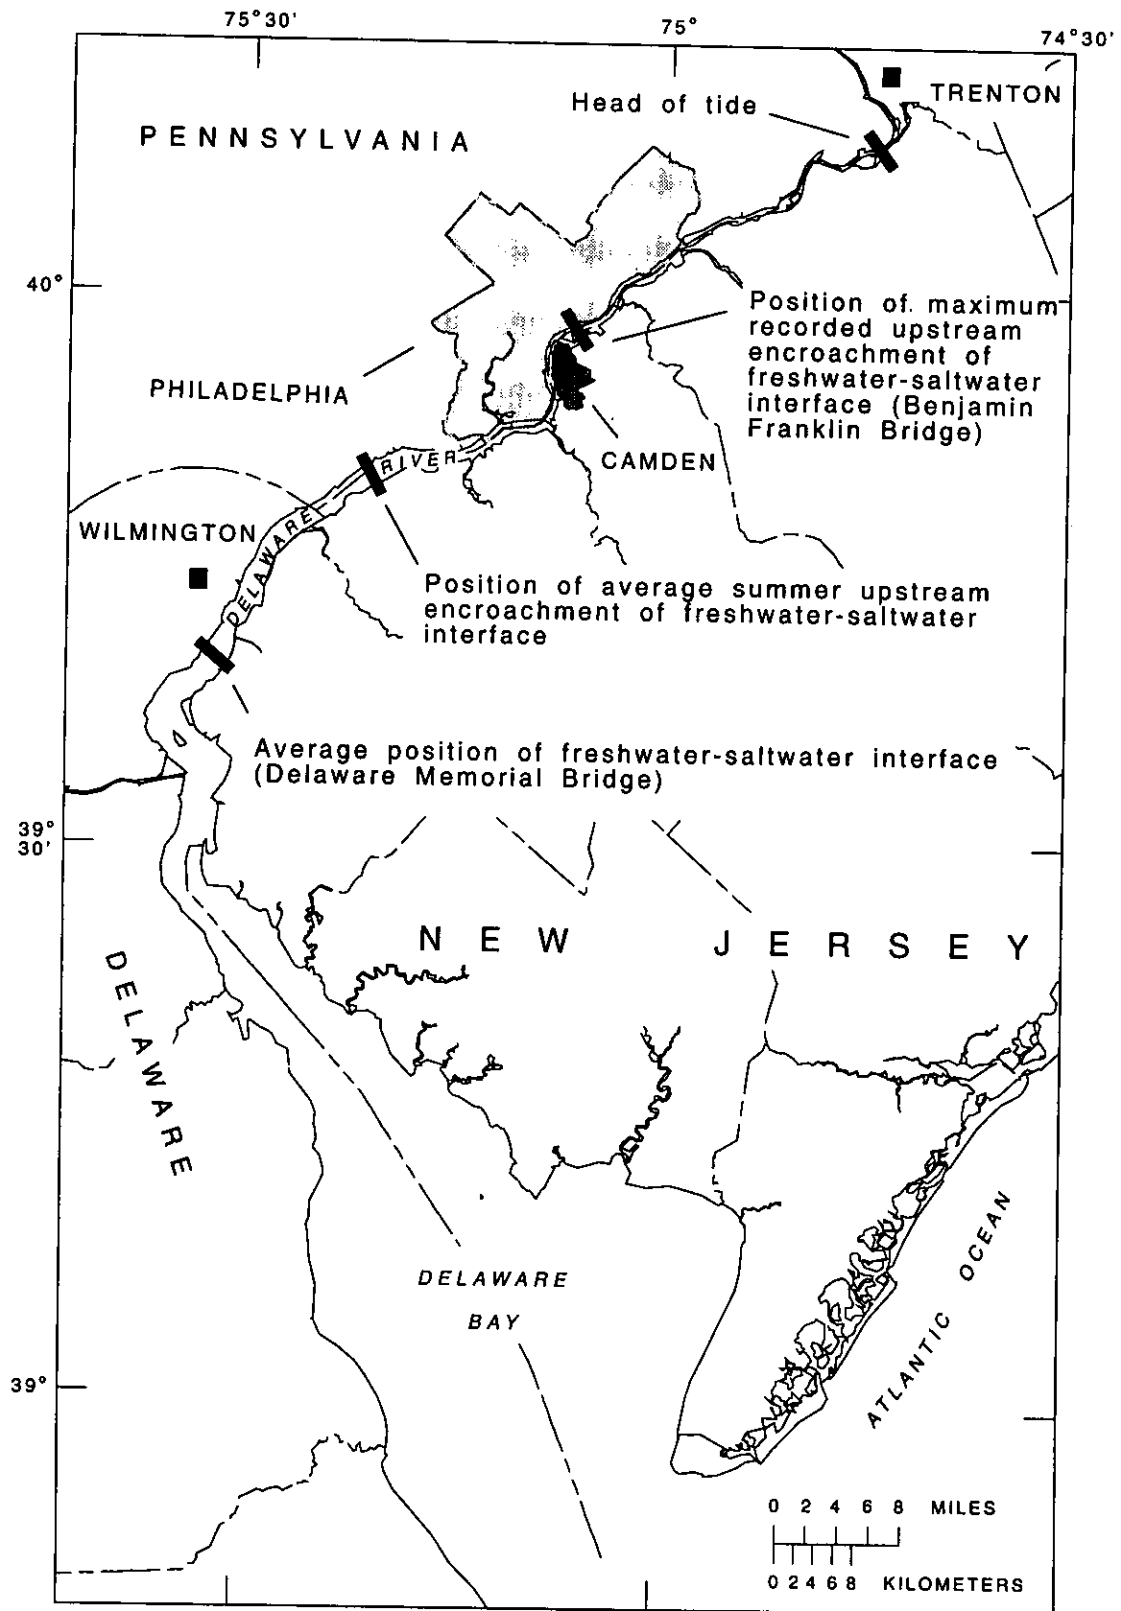 75°30'
75°
74°30'
TRENTON
Head of tide
PENNSYLVANIA
40°
Position of. maximum
recorded upstream
encroachment of
freshwater-saltwater
interface (Benjamin
Franklin Bridge)
PHILADELPHIA
CAMDEN
DELAWARE RIVER
WILMINGTON
Position of average summer upstream
encroachment of freshwater-saltwater
interface
Average position of freshwater-saltwater interface
(Delaware Memorial Bridge)
39°
30'
NEW JERSEY
DELAWARE
DELAWARE
BAY
ATLANTIC OCEAN
39°
0 2 4 6 8 MILES
0 2 4 6 8 KILOMETERS